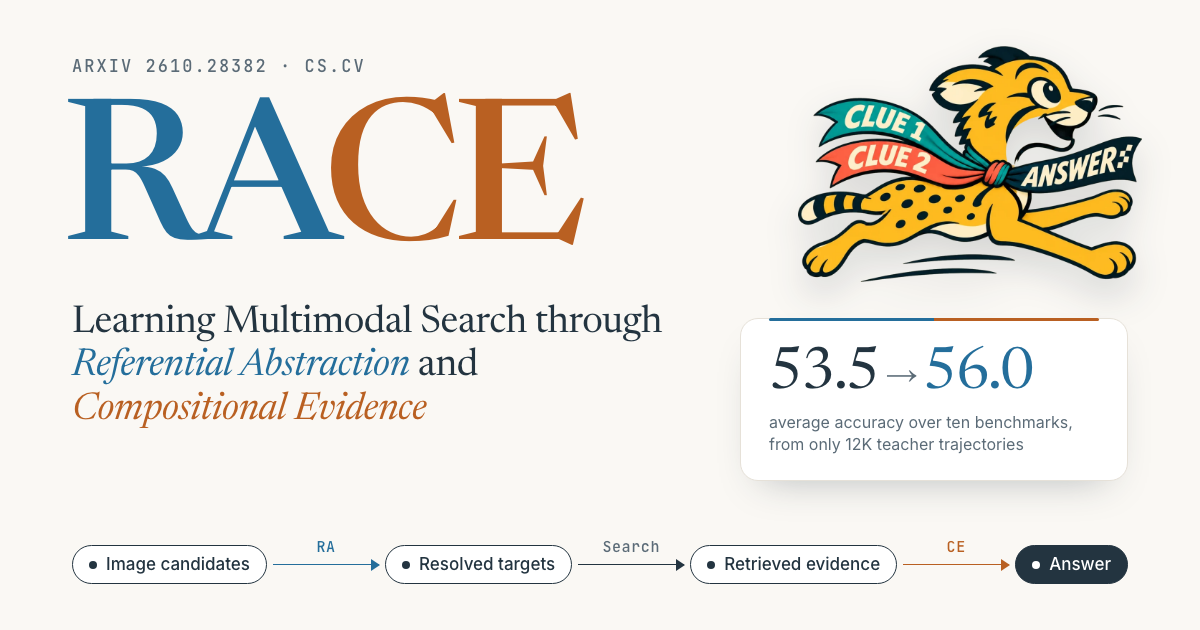 ARXIV 2610.28382 · CS.CV
RACE
CLUE 1
CLUE 2
ANSWER
Learning Multimodal Search through
Referential Abstraction and
Compositional Evidence
53.5→56.0
average accuracy over ten benchmarks,
from only 12K teacher trajectories
Image candidates
RA
Resolved targets
Search
Retrieved evidence
CE
Answer